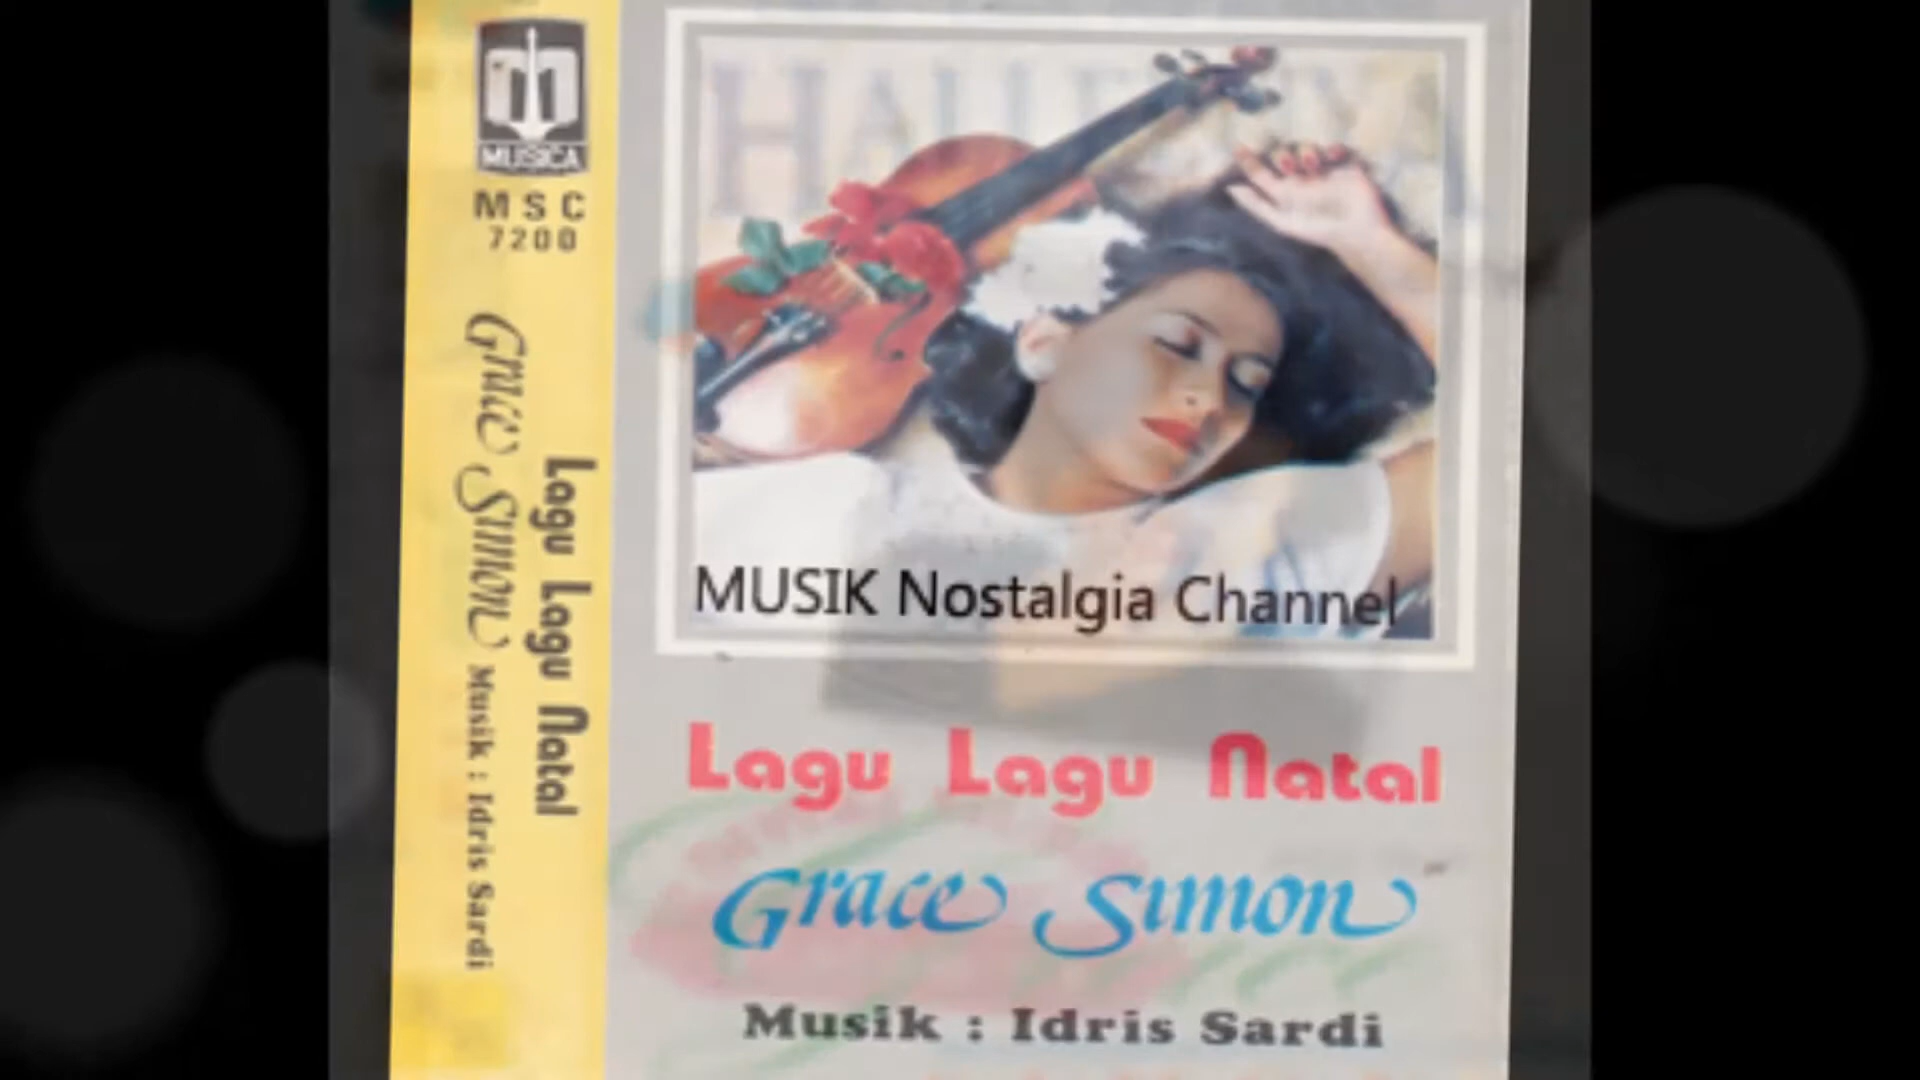 MUSICA
MSC
7200
Grace Simon Musik : Idris Sardi
Lagu Lagu Natal
MUSIK Nostalgia Channel
Lagu Lagu Natal
Grace Simon
Musik : Idris Sardi